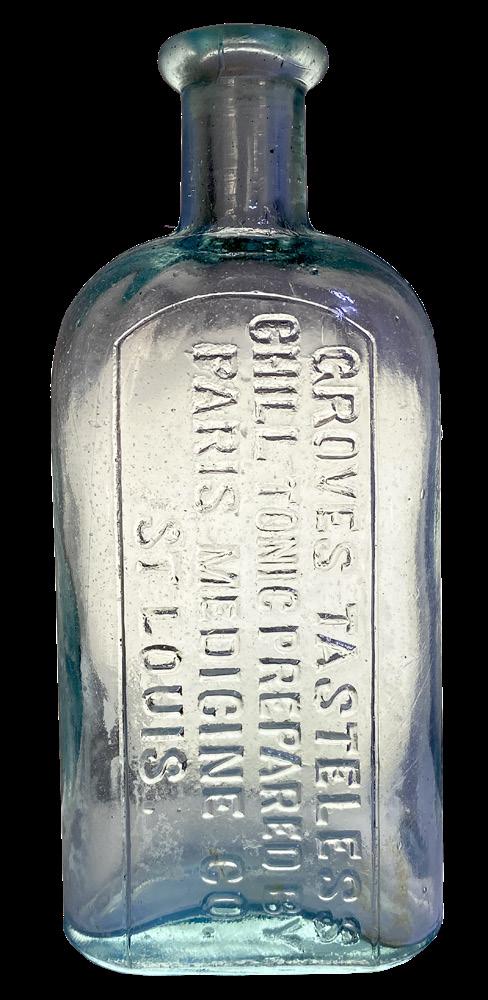 GROVES TASTELESS
CHILL TONIC PREPARED BY
PARIS MEDICINE CO
ST LOUIS.